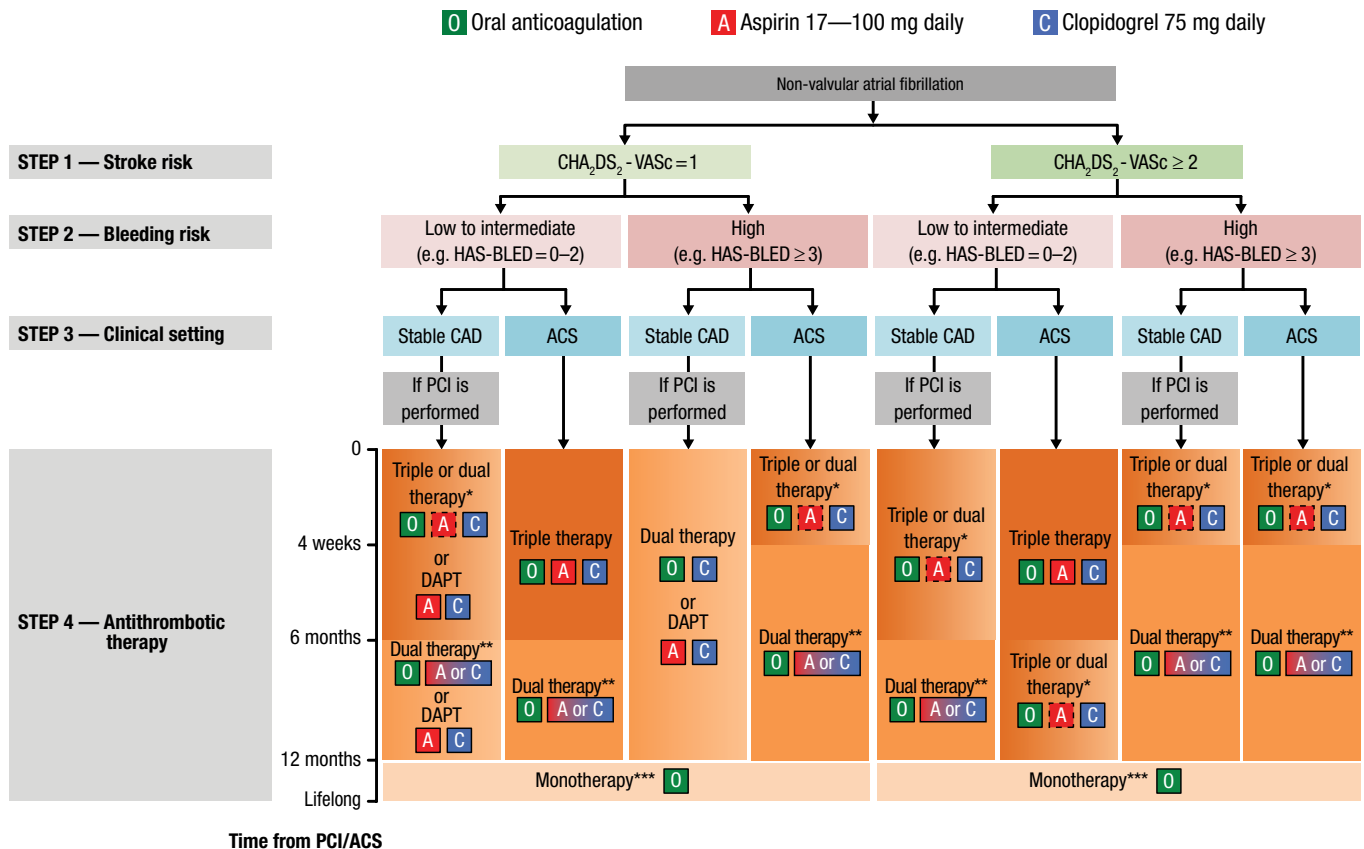 O Oral anticoagulation A Aspirin 17—100 mg daily C Clopidogrel 75 mg daily
Non-valvular atrial fibrillation
STEP 1 — Stroke risk
CHA₂DS₂ - VASc = 1
CHA₂DS₂ - VASc ≥ 2
STEP 2 — Bleeding risk
Low to intermediate
(e.g. HAS-BLED = 0–2)
High
(e.g. HAS-BLED ≥ 3)
Low to intermediate
(e.g. HAS-BLED = 0–2)
High
(e.g. HAS-BLED ≥ 3)
STEP 3 — Clinical setting
Stable CAD
ACS
Stable CAD
ACS
Stable CAD
ACS
Stable CAD
ACS
If PCI is
performed
If PCI is
performed
If PCI is
performed
If PCI is
performed
STEP 4 — Antithrombotic
therapy
0
4 weeks
6 months
12 months
Lifelong
Triple or dual
therapy*
O A C
or
DAPT
A C
Dual therapy**
O A or C
or
DAPT
A C
Triple therapy
O A C
Dual therapy**
O A or C
Dual therapy
O C
or
DAPT
A C
Triple or dual
therapy*
O A C
Dual therapy**
O A or C
Triple or dual
therapy*
O A C
Dual therapy**
O A or C
Triple therapy
O A C
Triple or dual
therapy*
O A C
Triple or dual
therapy*
O A C
Dual therapy**
O A or C
Triple or dual
therapy*
O A C
Dual therapy**
O A or C
Monotherapy*** O
Monotherapy*** O
Time from PCI/ACS